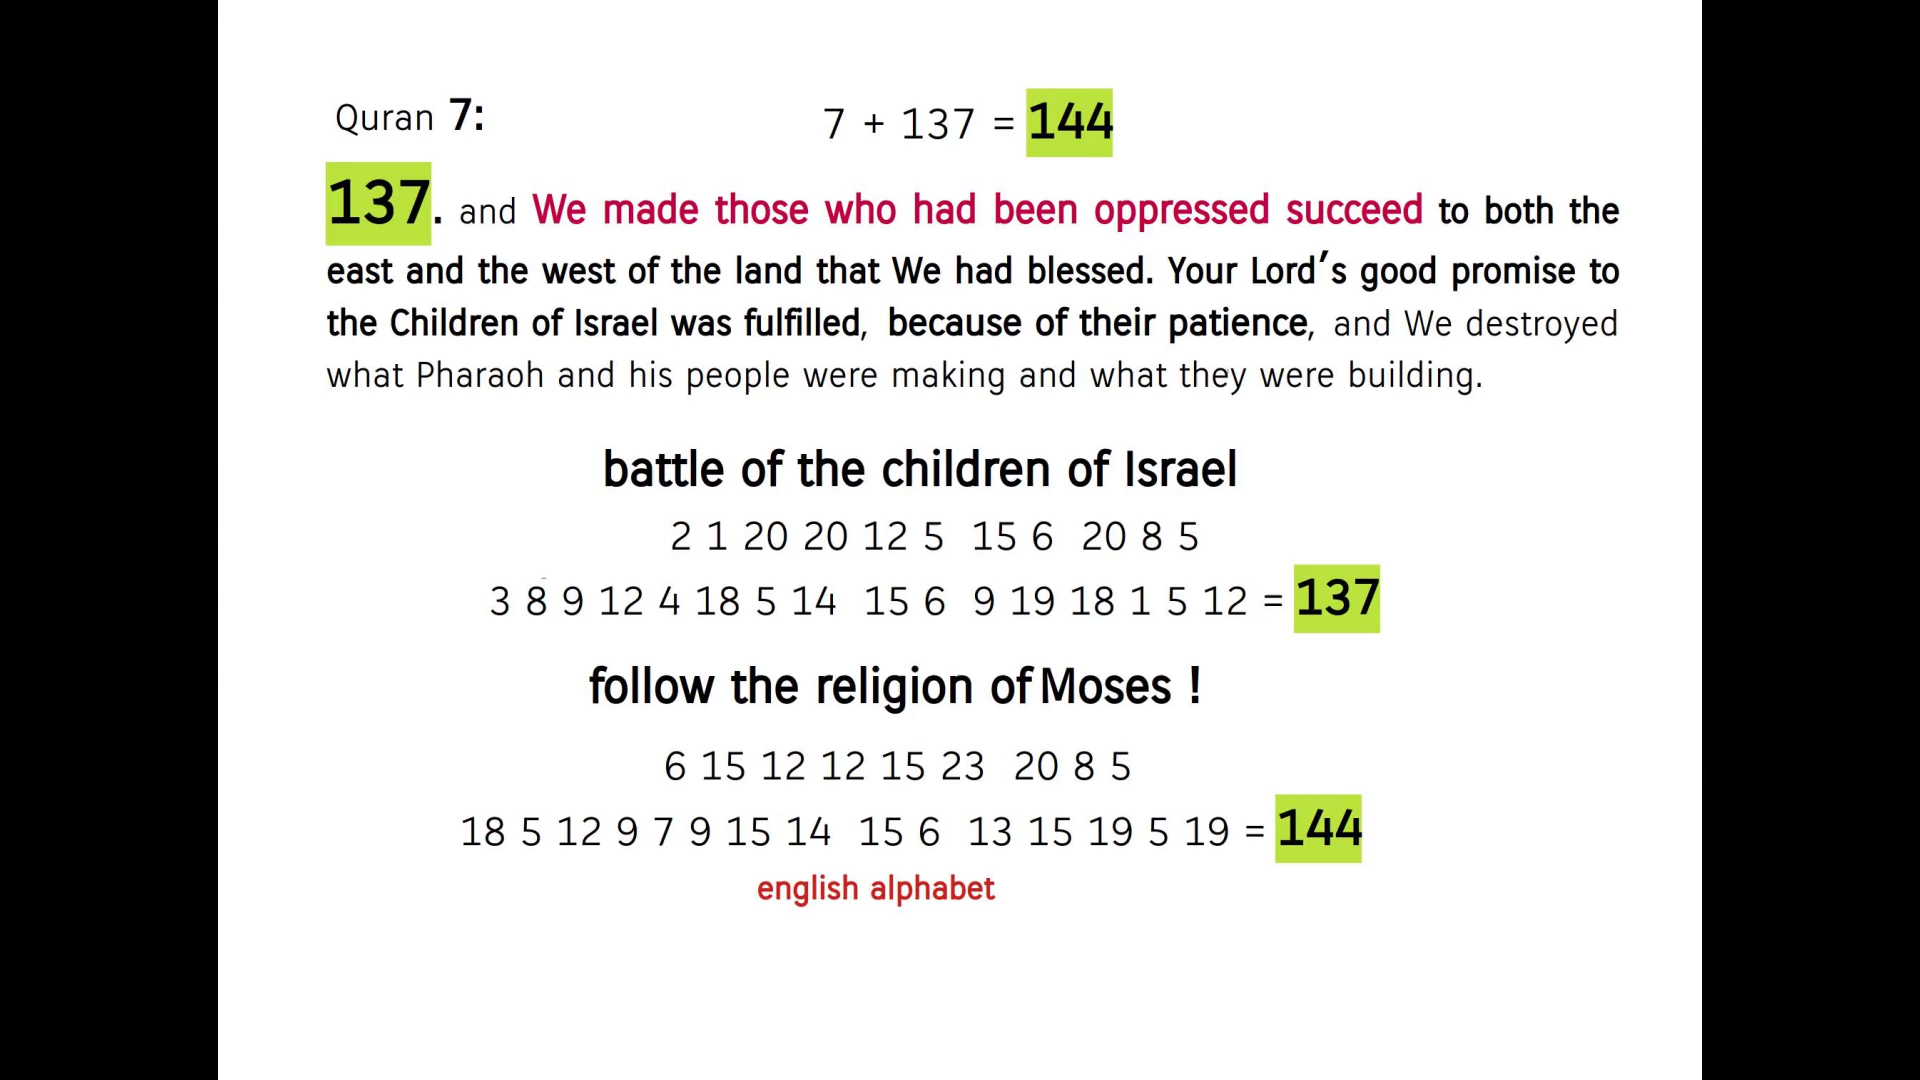 Quran 7:
7 + 137 = 144
137. and We made those who had been oppressed succeed to both the
east and the west of the land that We had blessed. Your Lord’s good promise to
the Children of Israel was fulfilled, because of their patience, and We destroyed
what Pharaoh and his people were making and what they were building.
battle of the children of Israel
2 1 20 20 12 5 15 6 20 8 5
3 8 9 12 4 18 5 14 15 6 9 19 18 1 5 12 = 137
follow the religion of Moses !
6 15 12 12 15 23 20 8 5
18 5 12 9 7 9 15 14 15 6 13 15 19 5 19 = 144
english alphabet